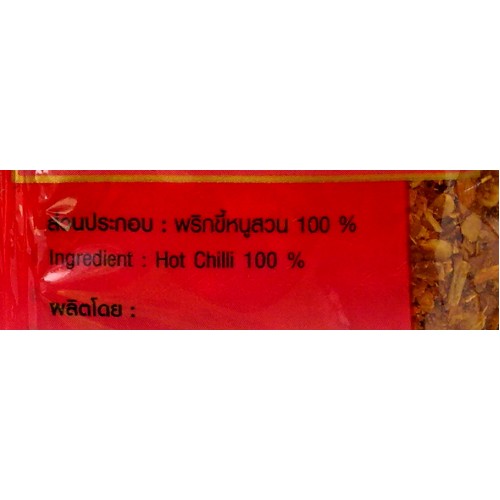 ส่วนประกอบ : พริกขี้หนูสวน 100 %
Ingredient : Hot Chilli 100 %
ผลิตโดย :